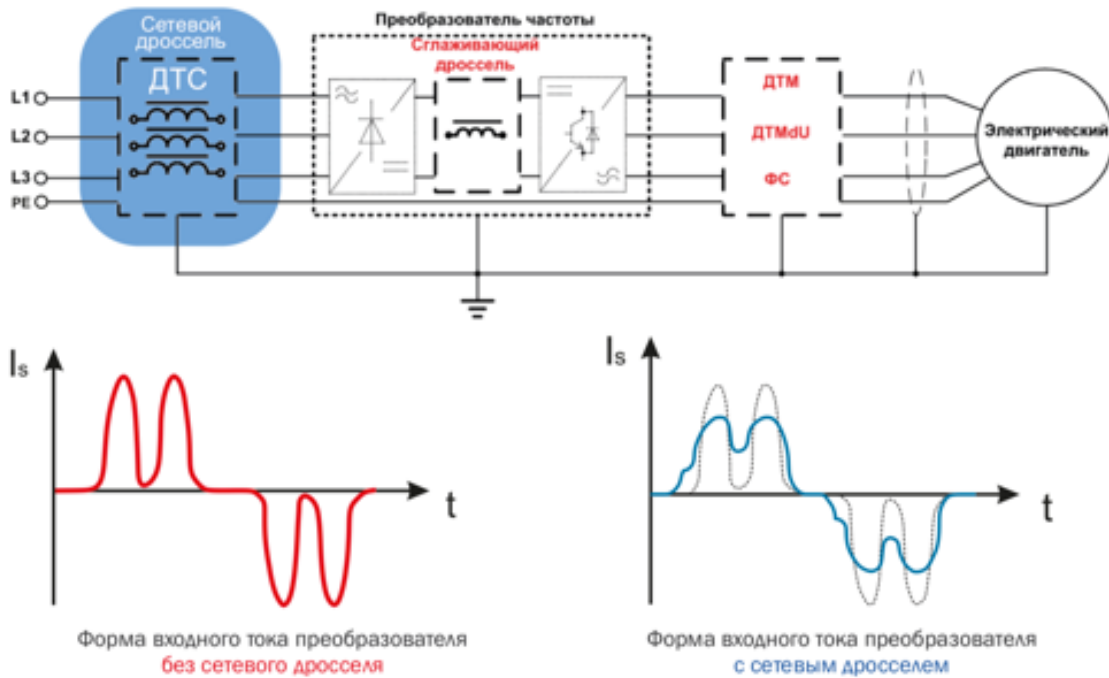 Сетевой
дроссель
ДТС
Преобразователь частоты
Сглаживающий
дроссель
L1
L2
L3
PE
ДТМ
ДТМdU
ФС
Электрический
двигатель
Is
t
Форма входного тока преобразователя
без сетевого дросселя
Is
t
Форма входного тока преобразователя
с сетевым дросселем